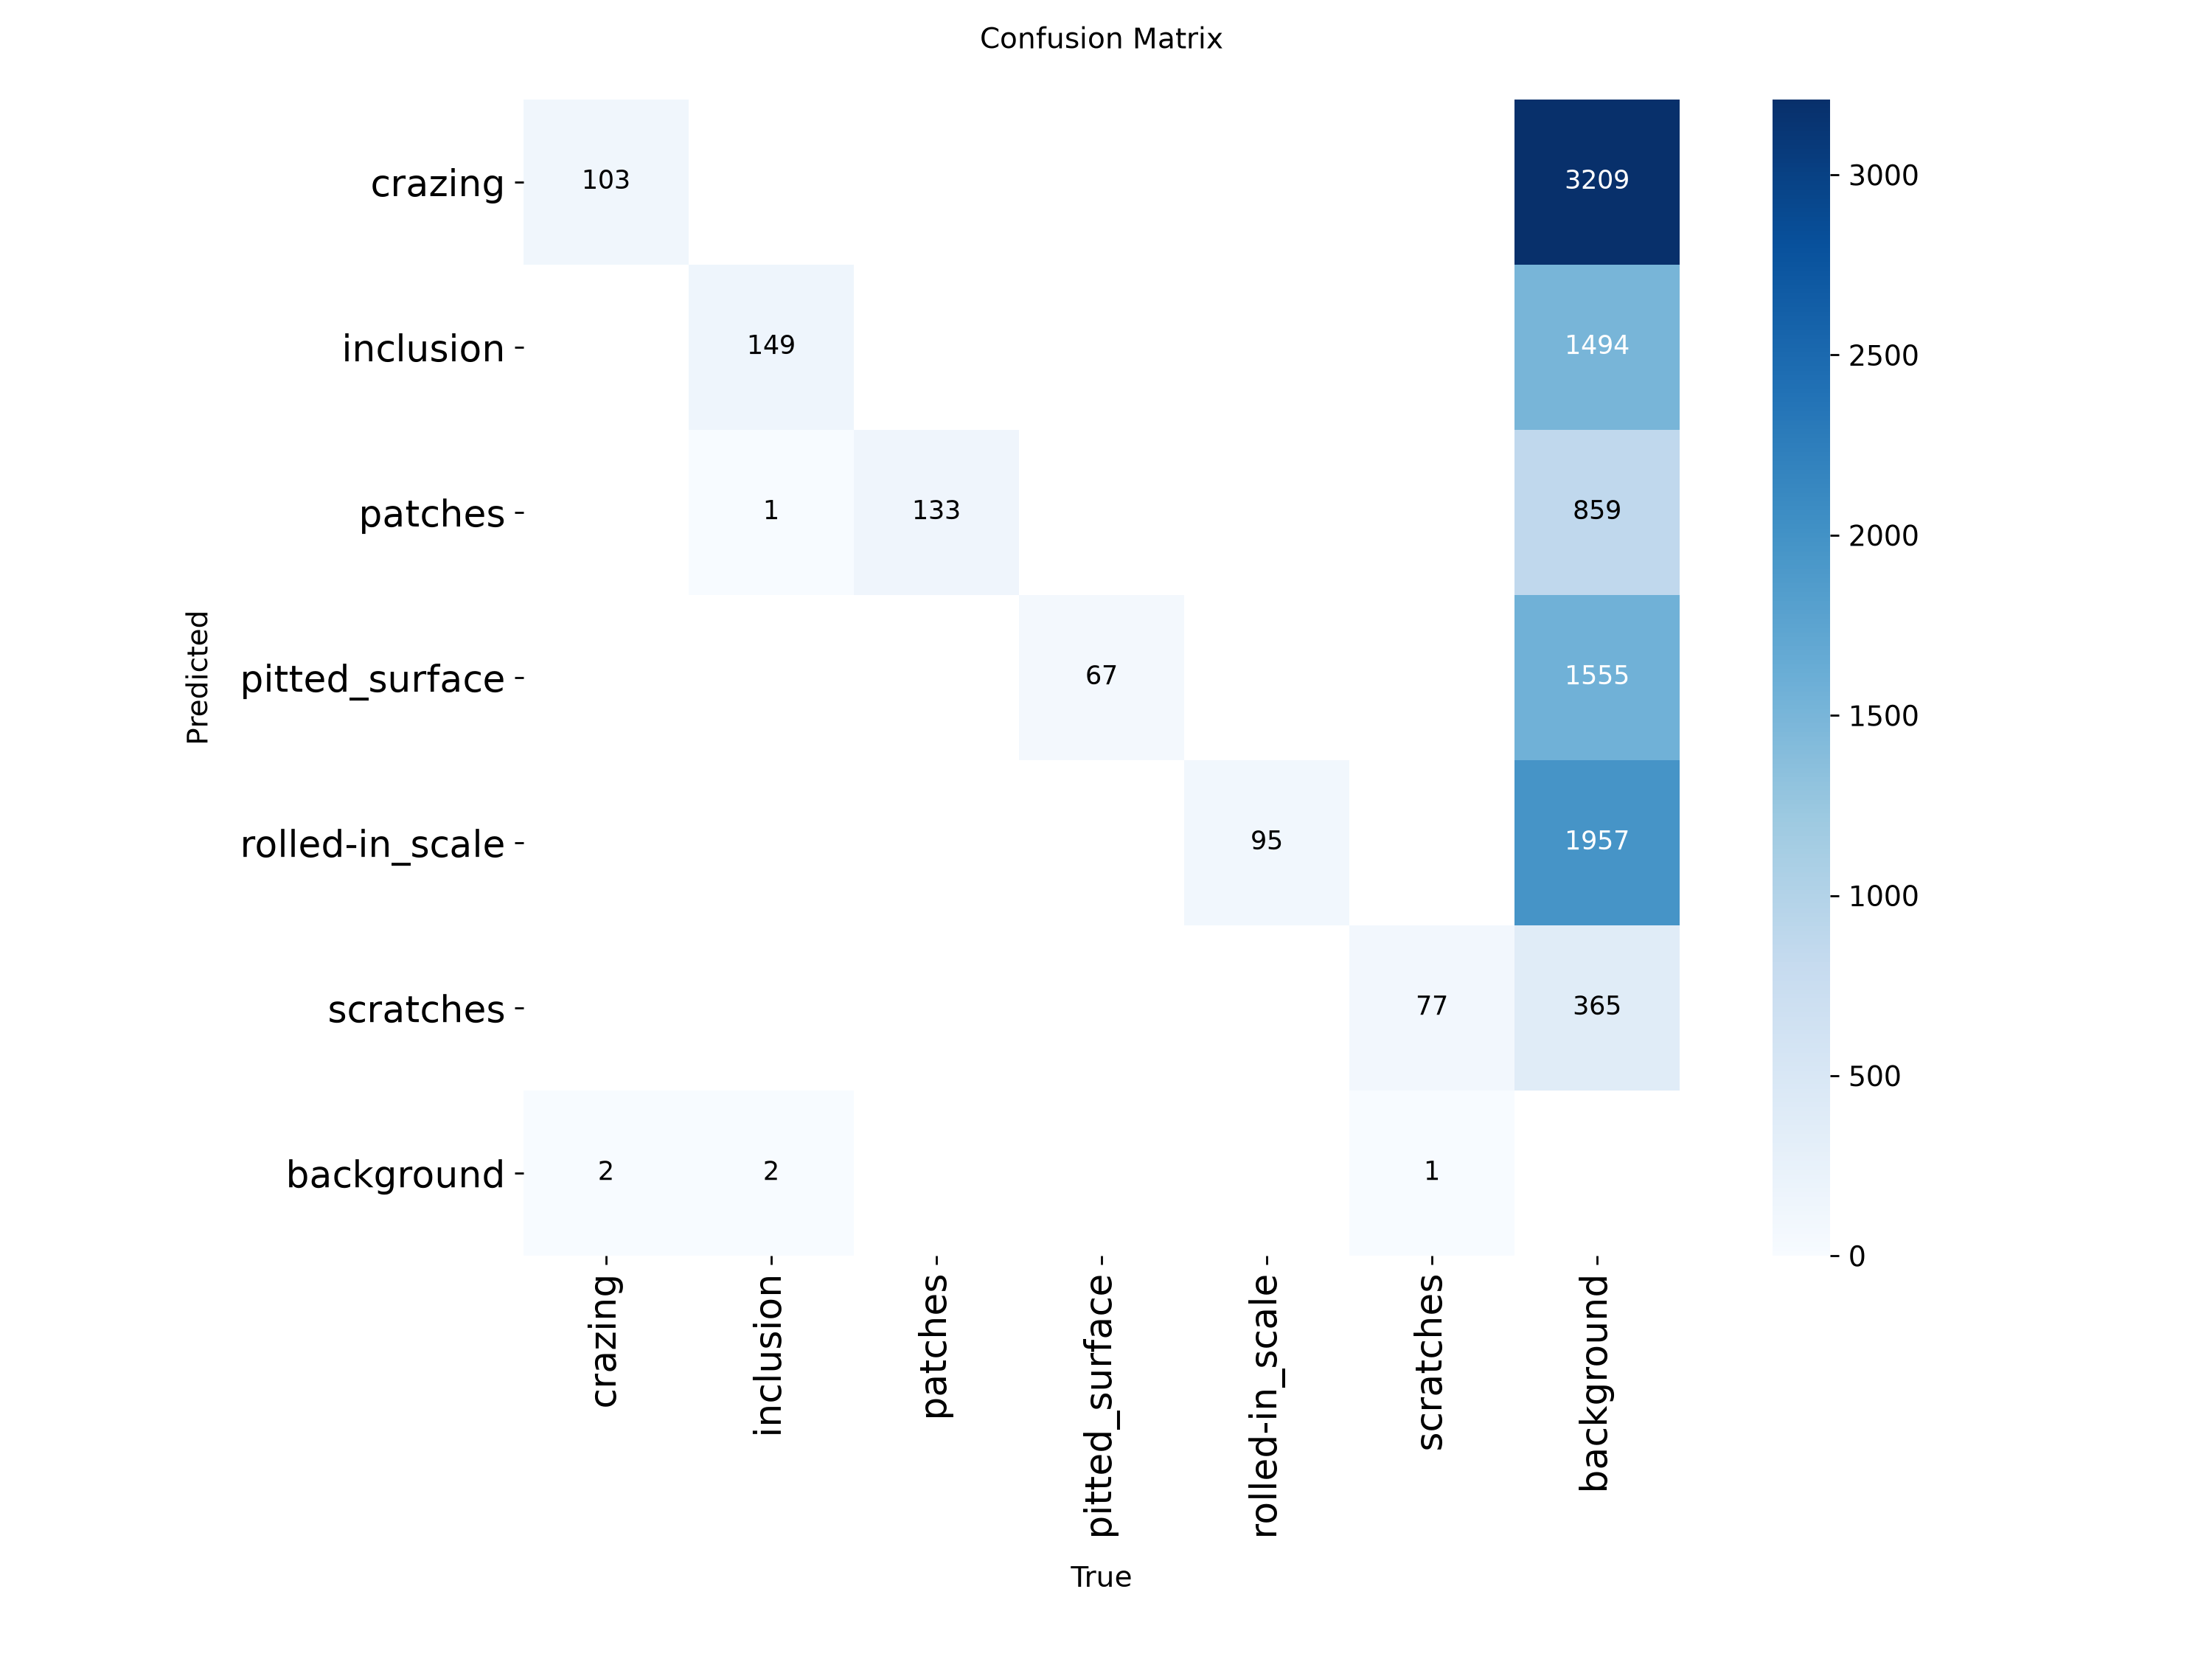 Confusion Matrix
crazing
103
3209
inclusion
149
1494
patches
1
133
859
pitted_surface
67
1555
rolled-in_scale
95
1957
scratches
77
365
background
2
2
1
Predicted
crazing
inclusion
patches
pitted_surface
rolled-in_scale
scratches
background
True
3000
2500
2000
1500
1000
500
0